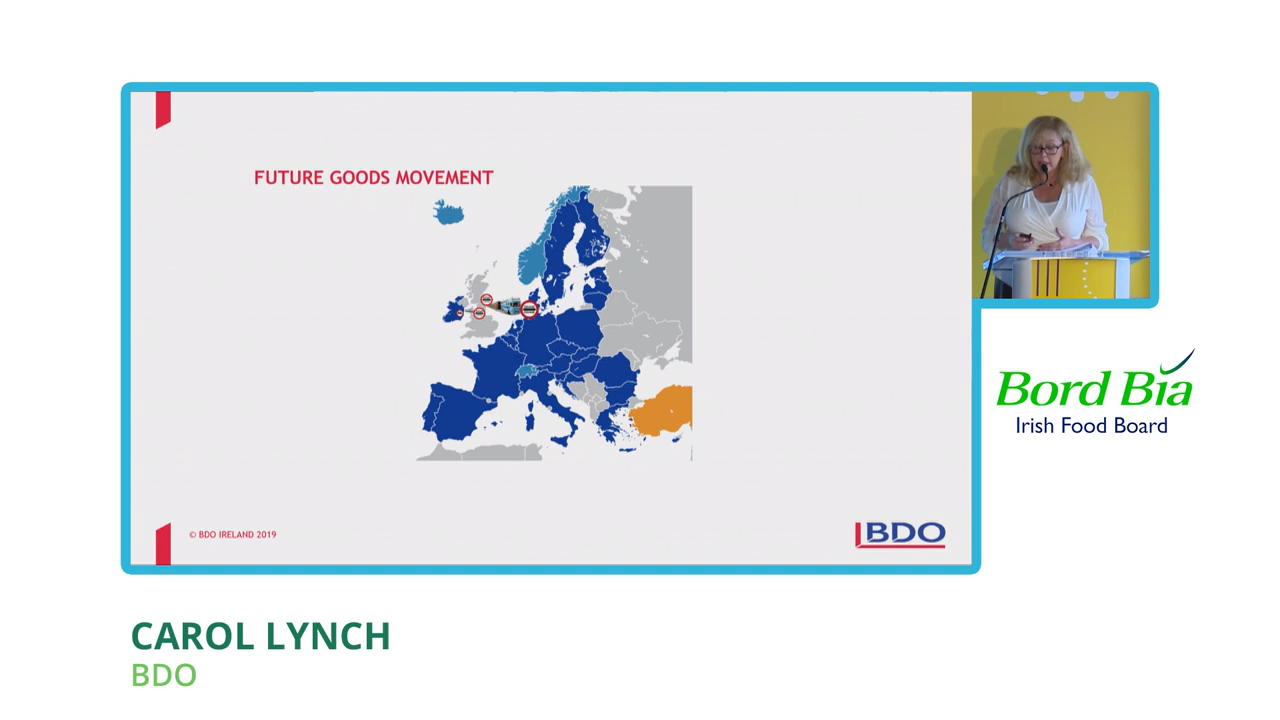 FUTURE GOODS MOVEMENT
© BDO IRELAND 2019
BDO
Bord Bia
Irish Food Board
CAROL LYNCH
BDO